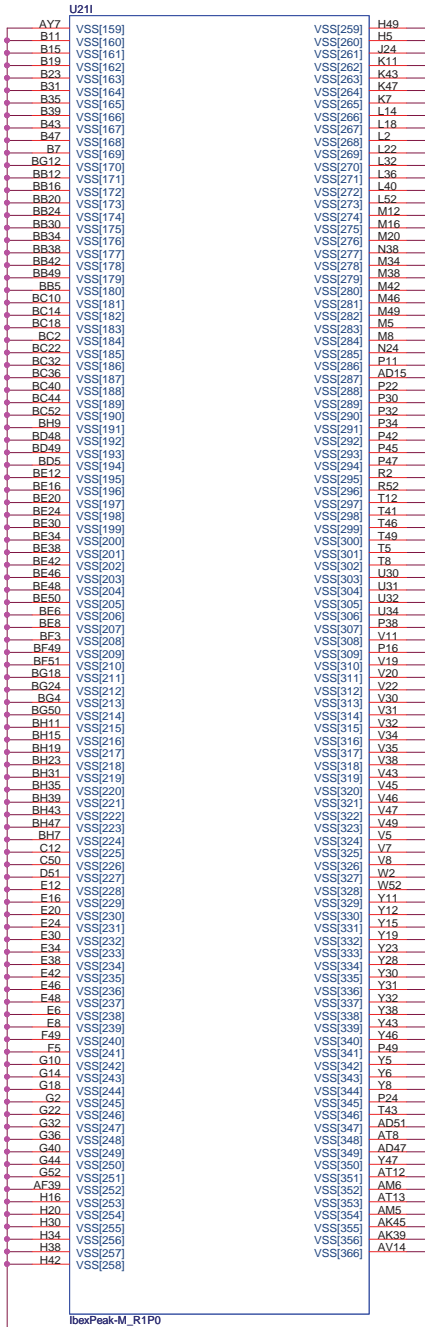 U21I
AY7 VSS[159] VSS[259] H49
B11 VSS[160] VSS[260] H5
B15 VSS[161] VSS[261] J24
B19 VSS[162] VSS[262] K11
B23 VSS[163] VSS[263] K43
B31 VSS[164] VSS[264] K47
B35 VSS[165] VSS[265] K7
B39 VSS[166] VSS[266] L14
B43 VSS[167] VSS[267] L18
B47 VSS[168] VSS[268] L2
B7 VSS[169] VSS[269] L22
BG12 VSS[170] VSS[270] L32
BB12 VSS[171] VSS[271] L36
BB16 VSS[172] VSS[272] L40
BB20 VSS[173] VSS[273] L52
BB24 VSS[174] VSS[274] M12
BB30 VSS[175] VSS[275] M16
BB34 VSS[176] VSS[276] M20
BB38 VSS[177] VSS[277] N38
BB42 VSS[178] VSS[278] M34
BB49 VSS[179] VSS[279] M38
BB5 VSS[180] VSS[280] M42
BC10 VSS[181] VSS[281] M46
BC14 VSS[182] VSS[282] M49
BC18 VSS[183] VSS[283] M5
BC2 VSS[184] VSS[284] M8
BC22 VSS[185] VSS[285] N24
BC32 VSS[186] VSS[286] P11
BC36 VSS[187] VSS[287] AD15
BC40 VSS[188] VSS[288] P22
BC44 VSS[189] VSS[289] P30
BC52 VSS[190] VSS[290] P32
BH9 VSS[191] VSS[291] P34
BD48 VSS[192] VSS[292] P42
BD49 VSS[193] VSS[293] P45
BD5 VSS[194] VSS[294] P47
BE12 VSS[195] VSS[295] R2
BE16 VSS[196] VSS[296] R52
BE20 VSS[197] VSS[297] T12
BE24 VSS[198] VSS[298] T41
BE30 VSS[199] VSS[299] T46
BE34 VSS[200] VSS[300] T49
BE38 VSS[201] VSS[301] T5
BE42 VSS[202] VSS[302] T8
BE46 VSS[203] VSS[303] U30
BE48 VSS[204] VSS[304] U31
BE50 VSS[205] VSS[305] U32
BE6 VSS[206] VSS[306] U34
BE8 VSS[207] VSS[307] P38
BF3 VSS[208] VSS[308] V11
BF49 VSS[209] VSS[309] P16
BF51 VSS[210] VSS[310] V19
BG18 VSS[211] VSS[311] V20
BG24 VSS[212] VSS[312] V22
BG4 VSS[213] VSS[313] V30
BG50 VSS[214] VSS[314] V31
BH11 VSS[215] VSS[315] V32
BH15 VSS[216] VSS[316] V34
BH19 VSS[217] VSS[317] V35
BH23 VSS[218] VSS[318] V38
BH31 VSS[219] VSS[319] V43
BH35 VSS[220] VSS[320] V45
BH39 VSS[221] VSS[321] V46
BH43 VSS[222] VSS[322] V47
BH47 VSS[223] VSS[323] V49
BH7 VSS[224] VSS[324] V5
C12 VSS[225] VSS[325] V7
C50 VSS[226] VSS[326] V8
D51 VSS[227] VSS[327] W2
E12 VSS[228] VSS[328] W52
E16 VSS[229] VSS[329] Y11
E20 VSS[230] VSS[330] Y12
E24 VSS[231] VSS[331] Y15
E30 VSS[232] VSS[332] Y19
E34 VSS[233] VSS[333] Y23
E38 VSS[234] VSS[334] Y28
E42 VSS[235] VSS[335] Y30
E46 VSS[236] VSS[336] Y31
E48 VSS[237] VSS[337] Y32
E6 VSS[238] VSS[338] Y38
E8 VSS[239] VSS[339] Y43
F49 VSS[240] VSS[340] Y46
F5 VSS[241] VSS[341] P49
G10 VSS[242] VSS[342] Y5
G14 VSS[243] VSS[343] Y6
G18 VSS[244] VSS[344] Y8
G2 VSS[245] VSS[345] P24
G22 VSS[246] VSS[346] T43
G32 VSS[247] VSS[347] AD51
G36 VSS[248] VSS[348] AT8
G40 VSS[249] VSS[349] AD47
G44 VSS[250] VSS[350] Y47
G52 VSS[251] VSS[351] AT12
AF39 VSS[252] VSS[352] AM6
H16 VSS[253] VSS[353] AT13
H20 VSS[254] VSS[354] AM5
H30 VSS[255] VSS[355] AK45
H34 VSS[256] VSS[356] AK39
H38 VSS[257] VSS[366] AV14
H42 VSS[258]
IbexPeak-M_R1P0